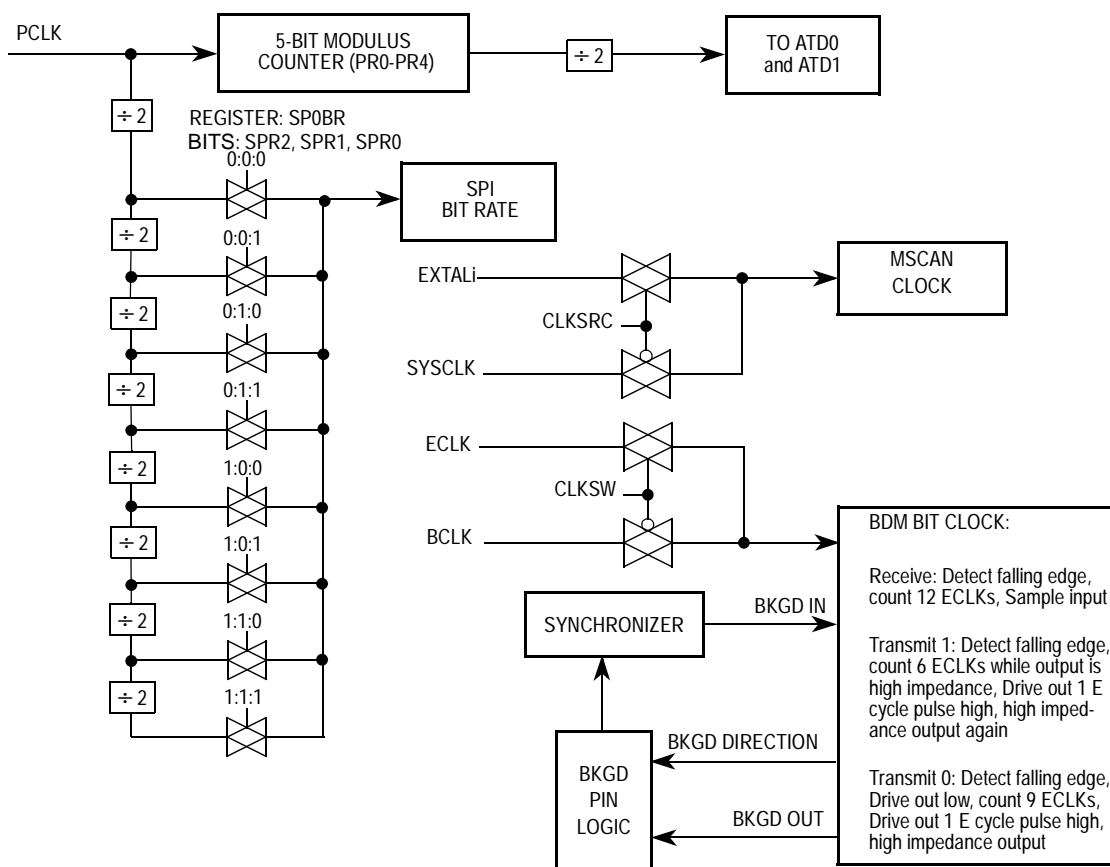 PCLK
5-BIT MODULUS
COUNTER (PR0-PR4)
÷ 2
TO ATD0
and ATD1
÷ 2
REGISTER: SP0BR
BITS: SPR2, SPR1, SPR0
0:0:0
SPI
BIT RATE
÷ 2
0:0:1
÷ 2
0:1:0
÷ 2
0:1:1
÷ 2
1:0:0
÷ 2
1:0:1
÷ 2
1:1:0
÷ 2
1:1:1
EXTALi
MSCAN
CLOCK
CLKSRC
SYSCLK
ECLK
CLKSW
BCLK
BDM BIT CLOCK:
Receive: Detect falling edge,
count 12 ECLKs, Sample input
Transmit 1: Detect falling edge,
count 6 ECLKs while output is
high impedance, Drive out 1 E
cycle pulse high, high imped-
ance output again
Transmit 0: Detect falling edge,
Drive out low, count 9 ECLKs,
Drive out 1 E cycle pulse high,
high impedance output
SYNCHRONIZER
BKGD IN
BKGD DIRECTION
BKGD
PIN
LOGIC
BKGD OUT